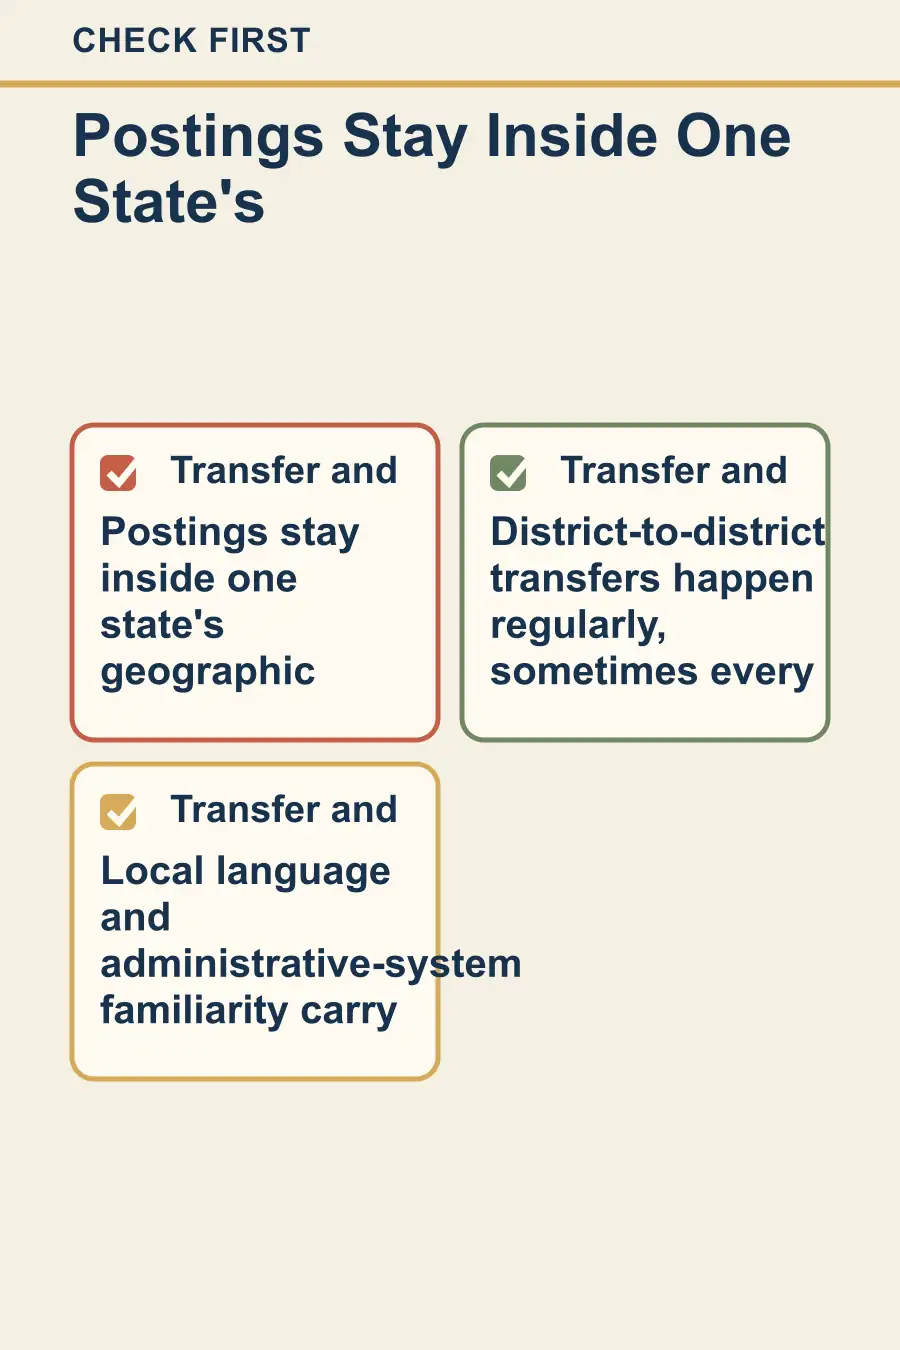 CHECK FIRST
Postings Stay Inside One
State's
Transfer and
Postings stay
inside one
state's
geographic
Transfer and
District-to-district
transfers happen
regularly,
sometimes every
Transfer and
Local language
and
administrative-system
familiarity carry